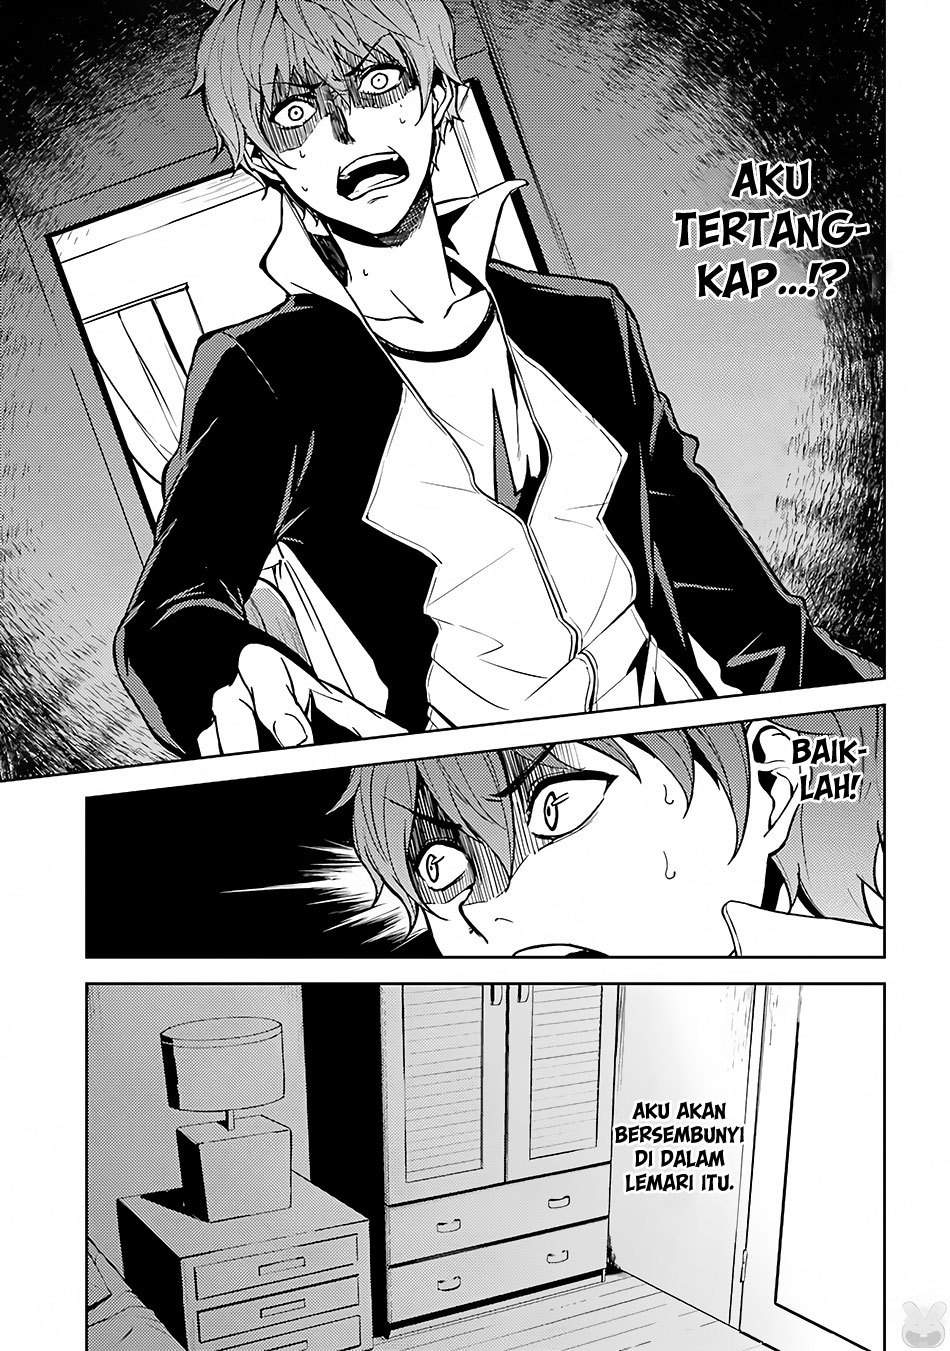 AKU
TERTANG-
KAP...!?
BAIK-
LAH!
AKU AKAN
BERSEMBUNYI
DI DALAM
LEMARI ITU.